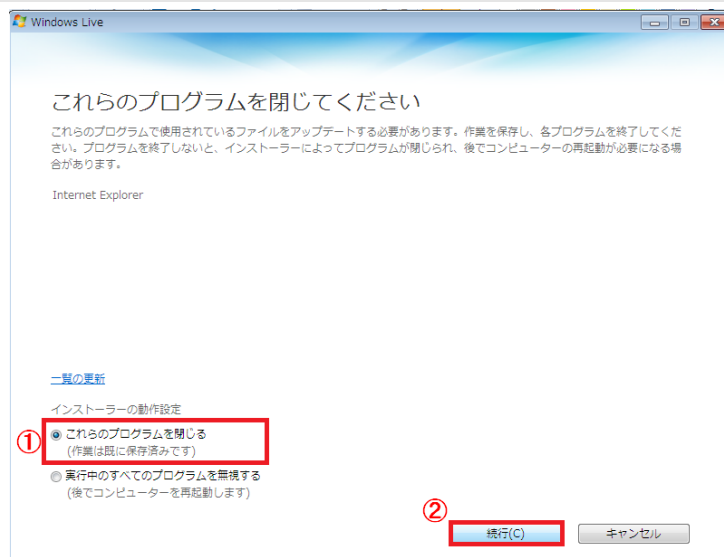 Windows Live
これらのプログラムを閉じてください
これらのプログラムで使用されているファイルをアップデートする必要があります。作業を保存し、各プログラムを終了してくだ
さい。プログラムを終了しないと、インストーラーによってプログラムが閉じられ、後でコンピューターの再起動が必要になる場
合があります。
Internet Explorer
一覧の更新
インストーラーの動作設定
① これらのプログラムを閉じる
(作業は既に保存済みです)
実行中のすべてのプログラムを無視する
(後でコンピューターを再起動します)
②
続行(C) キャンセル